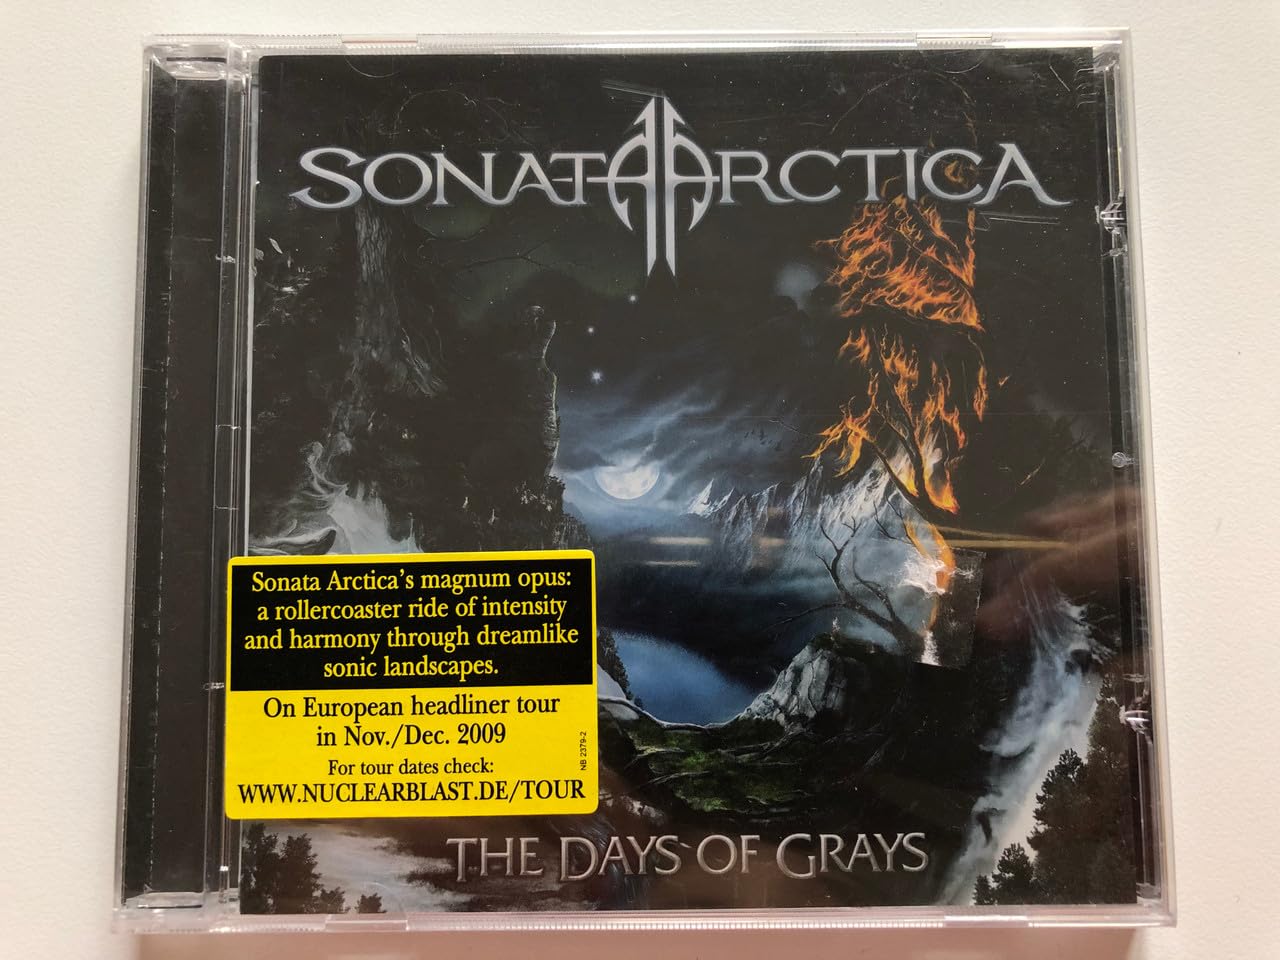 SONATA ARCTICA
Sonata Arctica's magnum opus:
a rollercoaster ride of intensity
and harmony through dreamlike
sonic landscapes.
On European headliner tour
in Nov./Dec. 2009
For tour dates check:
WWW.NUCLEARBLAST.DE/TOUR
NB 2379-2
THE DAYS OF GRAYS